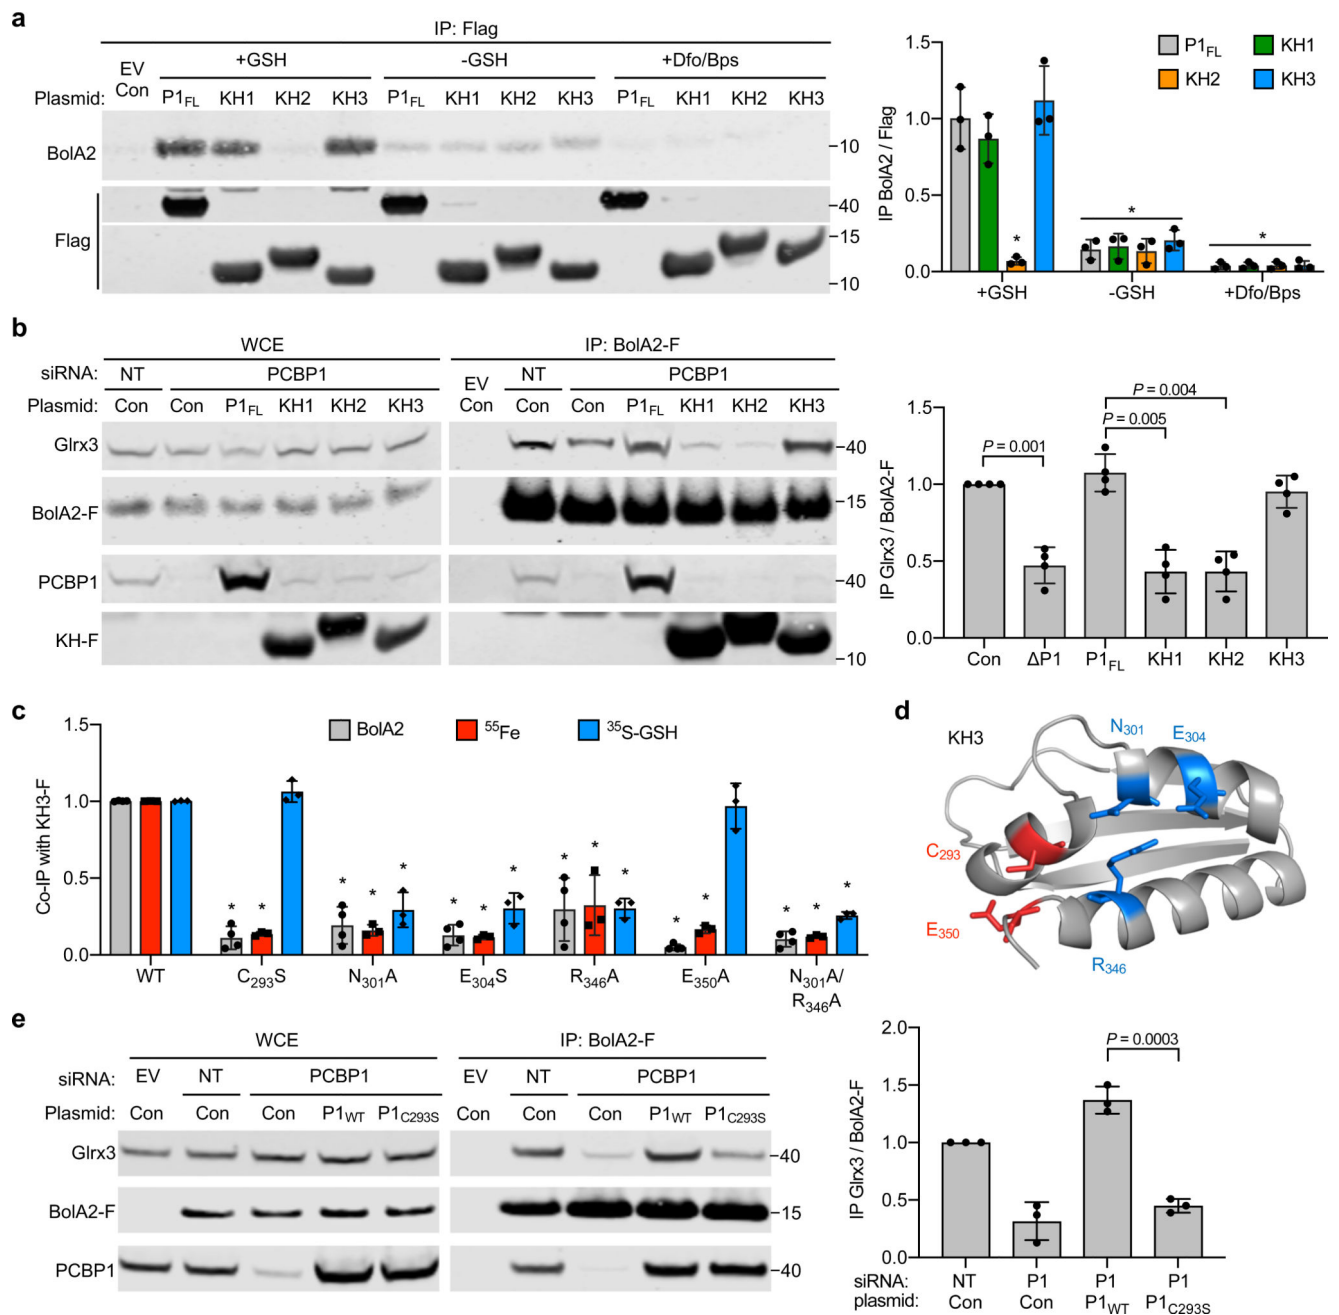 a
IP: Flag
EV
Con
+GSH
-GSH
+Dfo/Bps
Plasmid:
P1FL KH1 KH2 KH3 P1FL KH1 KH2 KH3 P1FL KH1 KH2 KH3
BolA2
10
Flag
40
15
10
IP BolA2 / Flag
1.5
1.0
0.5
0.0
P1FL
KH1
KH2
KH3
*
*
*
+GSH
-GSH
+Dfo/Bps
b
WCE
IP: BolA2-F
siRNA:
NT
PCBP1
EV
Con
NT
PCBP1
Plasmid:
Con Con P1FL KH1 KH2 KH3
Con Con P1FL KH1 KH2 KH3
Glrx3
40
BolA2-F
15
PCBP1
40
KH-F
10
IP Glrx3 / BolA2-F
1.5
1.0
0.5
0.0
P = 0.001
P = 0.004
P = 0.005
Con ΔP1 P1FL KH1 KH2 KH3
c
Co-IP with KH3-F
1.5
1.0
0.5
0.0
BolA2
55Fe
35S-GSH
* *
* * *
* * *
* * *
* *
* * *
WT C293S N301A E304S R346A E350A N301A/
R346A
d
KH3
N301
E304
C293
E350
R346
e
WCE
IP: BolA2-F
siRNA:
EV NT PCBP1
EV NT PCBP1
Plasmid:
Con Con Con P1WT P1C293S
Con Con Con P1WT P1C293S
Glrx3
40
BolA2-F
15
PCBP1
40
IP Glrx3 / BolA2-F
2.0
1.5
1.0
0.5
0.0
P = 0.0003
siRNA: NT P1 P1 P1
plasmid: Con Con P1WT P1C293S